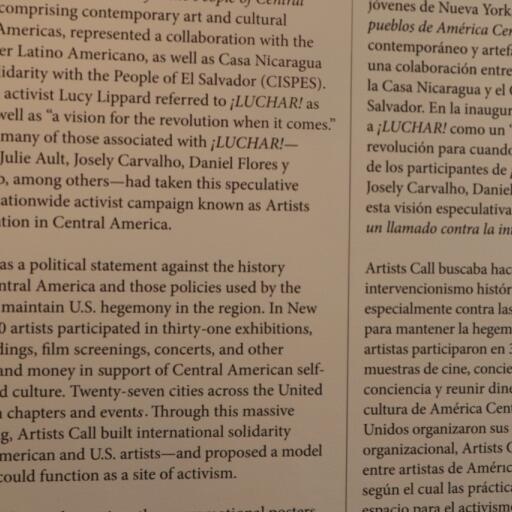 comprising contemporary art and cultural
Americas, represented a collaboration with the
er Latino Americano, as well as Casa Nicaragua
lidarity with the People of El Salvador (CISPES).
activist Lucy Lippard referred to ¡LUCHAR! as
well as “a vision for the revolution when it comes.”
many of those associated with ¡LUCHAR!—
Julie Ault, Josely Carvalho, Daniel Flores y
o, among others—had taken this speculative
ationwide activist campaign known as Artists
tion in Central America.
as a political statement against the history
ntral America and those policies used by the
maintain U.S. hegemony in the region. In New
0 artists participated in thirty-one exhibitions,
dings, film screenings, concerts, and other
and money in support of Central American self-
d culture. Twenty-seven cities across the United
chapters and events. Through this massive
g, Artists Call built international solidarity
merican and U.S. artists—and proposed a model
could function as a site of activism.
jóvenes de Nueva York
pueblos de América Cen
contemporáneo y artef
una colaboración entre
la Casa Nicaragua y el C
Salvador. En la inaugur
a ¡LUCHAR! como un “
revolución para cuando
de los participantes de ¡
Josely Carvalho, Daniel
esta visión especulativa
un llamado contra la in
Artists Call buscaba hac
intervencionismo histór
especialmente contra las
para mantener la hegem
artistas participaron en 3
muestras de cine, concie
conciencia y reunir dine
cultura de América Cent
Unidos organizaron sus
organizacional, Artists C
entre artistas de Améric
según el cual las práctica
espacio para el activismo